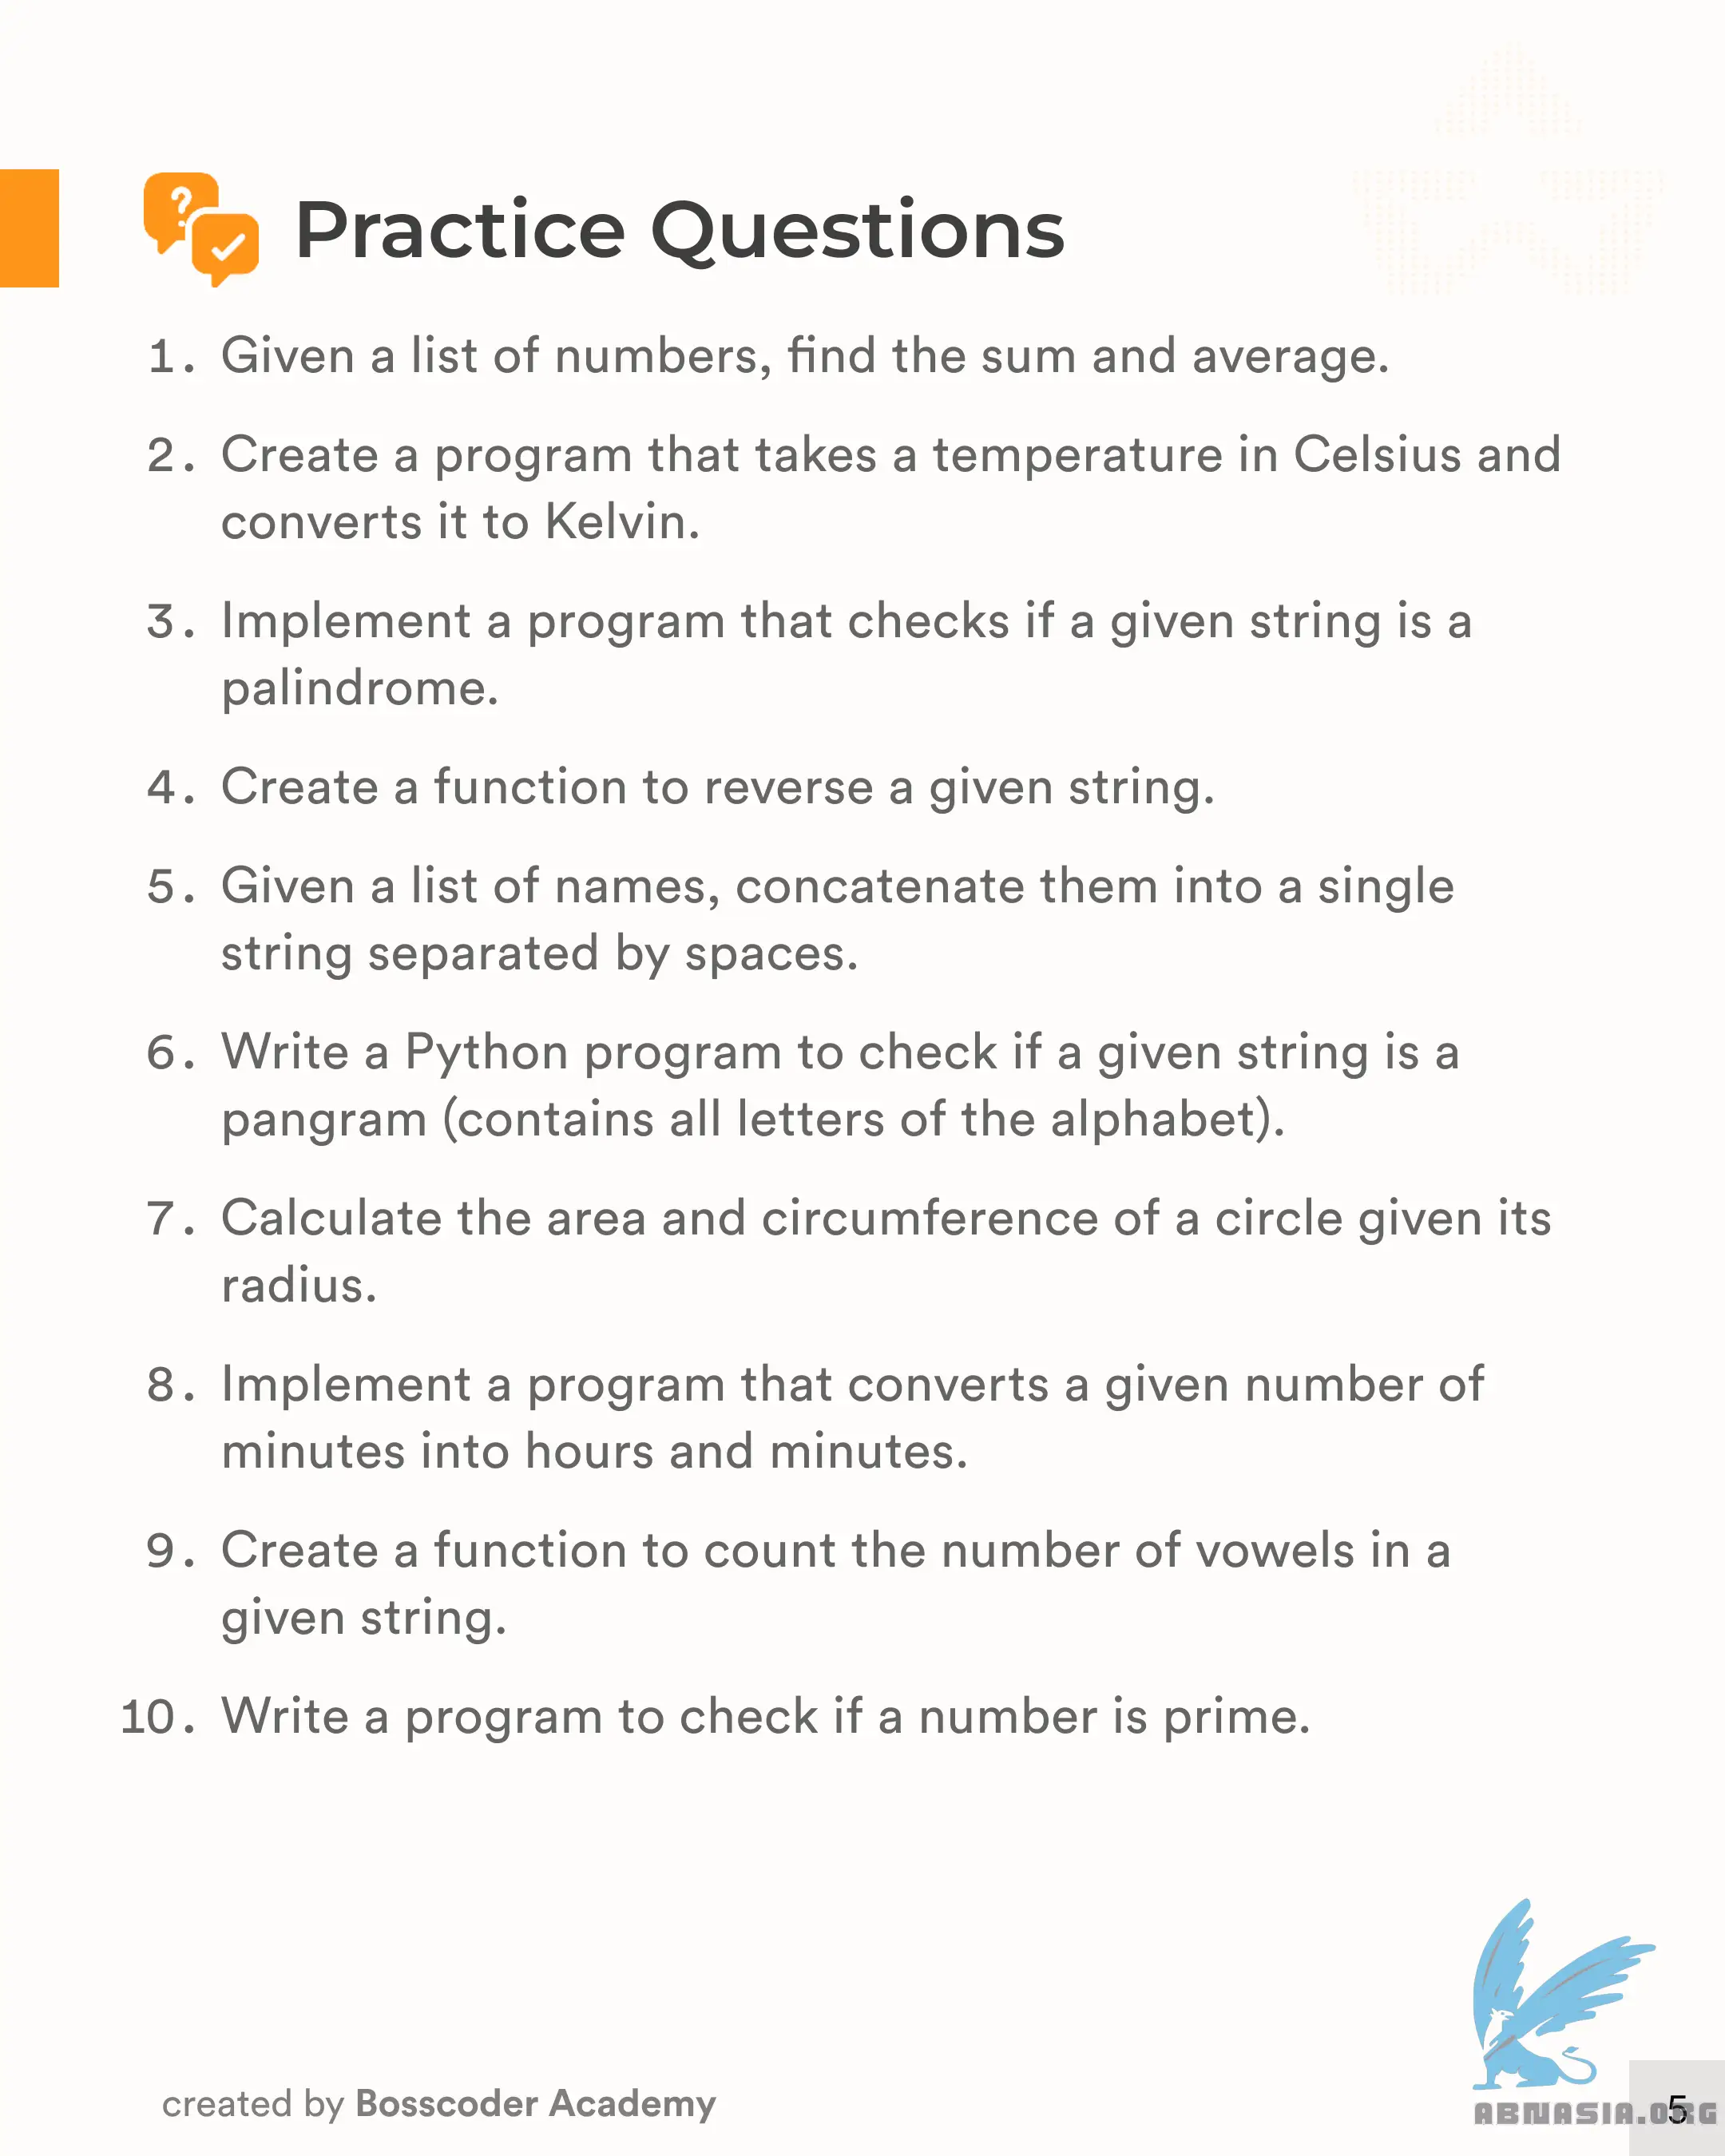 Practice Questions
1. Given a list of numbers, find the sum and average.
2. Create a program that takes a temperature in Celsius and
converts it to Kelvin.
3. Implement a program that checks if a given string is a
palindrome.
4. Create a function to reverse a given string.
5. Given a list of names, concatenate them into a single
string separated by spaces.
6. Write a Python program to check if a given string is a
pangram (contains all letters of the alphabet).
7. Calculate the area and circumference of a circle given its
radius.
8. Implement a program that converts a given number of
minutes into hours and minutes.
9. Create a function to count the number of vowels in a
given string.
10. Write a program to check if a number is prime.
created by Bosscoder Academy
ABNASIA.ORG
5